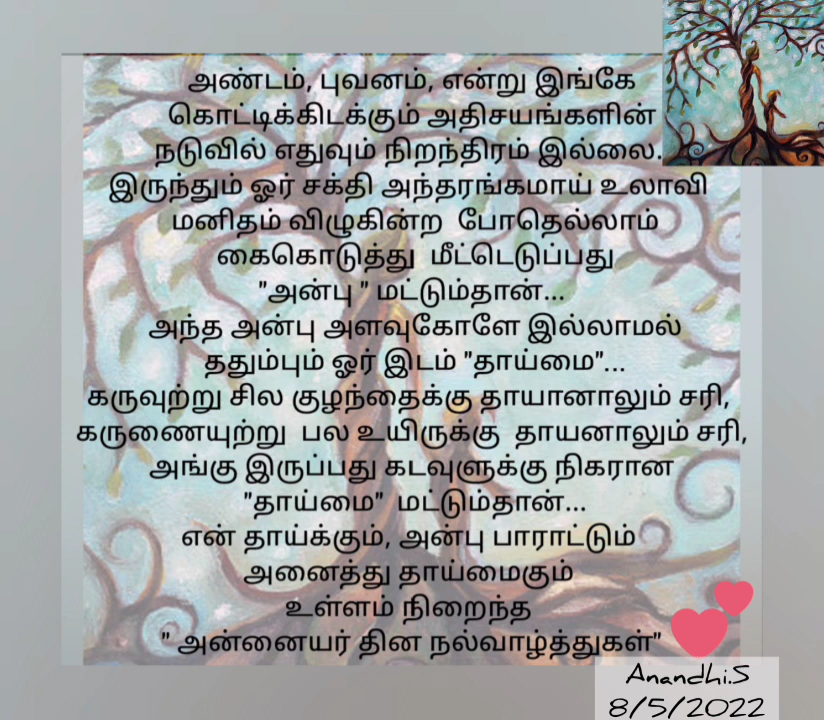 அண்டம், புவனம், என்று இங்கே
கொட்டிக்கிடக்கும் அதிசயங்களின்
நடுவில் எதுவும் நிறந்திரம் இல்லை.
இருந்தும் ஓர் சக்தி அந்தரங்கமாய் உலாவி
மனிதம் விழுகின்ற போதெல்லாம்
கைகொடுத்து மீட்டெடுப்பது
"அன்பு " மட்டும்தான்...
அந்த அன்பு அளவுகோளே இல்லாமல்
ததும்பும் ஓர் இடம் "தாய்மை"...
கருவுற்று சில குழந்தைக்கு தாயானாலும் சரி,
கருணையுற்று பல உயிருக்கு தாயனாலும் சரி,
அங்கு இருப்பது கடவுளுக்கு நிகரான
"தாய்மை" மட்டும்தான்...
என் தாய்க்கும், அன்பு பாராட்டும்
அனைத்து தாய்மைகும்
உள்ளம் நிறைந்த
" அன்னையர் தின நல்வாழ்த்துகள்"
Anandhi.S
8/5/2022